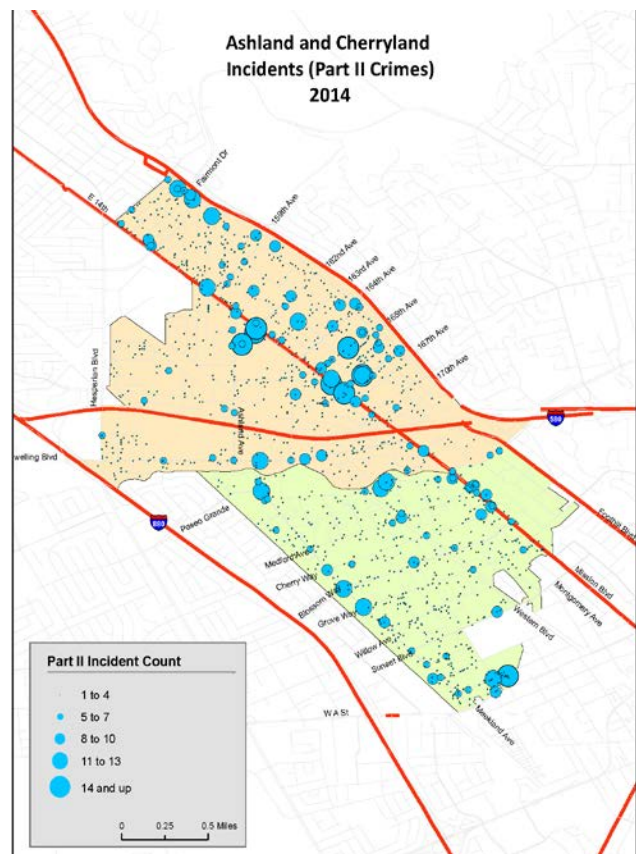 Ashland and Cherryland
Incidents (Part II Crimes)
2014
Fairmont Dr
E 14th
159th Ave
162nd Ave
163rd Ave
164th Ave
165th Ave
167th Ave
170th Ave
Hesperian Blvd
Ashland Ave
580
welling Blvd
880
Paseo Grande
Foothill Blvd
Medford Ave
Cherry Way
Mission Blvd
Blossom Way
Montgomery Ave
Grove Way
Western Blvd
Willow Ave
Sunset Blvd
Meekland Ave
W A St
Part II Incident Count
1 to 4
5 to 7
8 to 10
11 to 13
14 and up
0 0.25 0.5 Miles